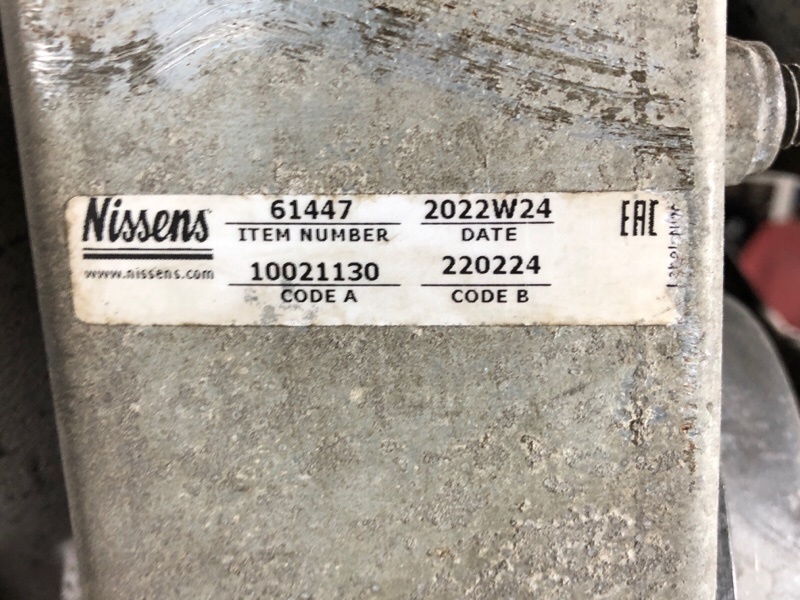 Nissens
www.nissens.com
61447
ITEM NUMBER
2022W24
DATE
10021130
CODE A
220224
CODE B
EAC